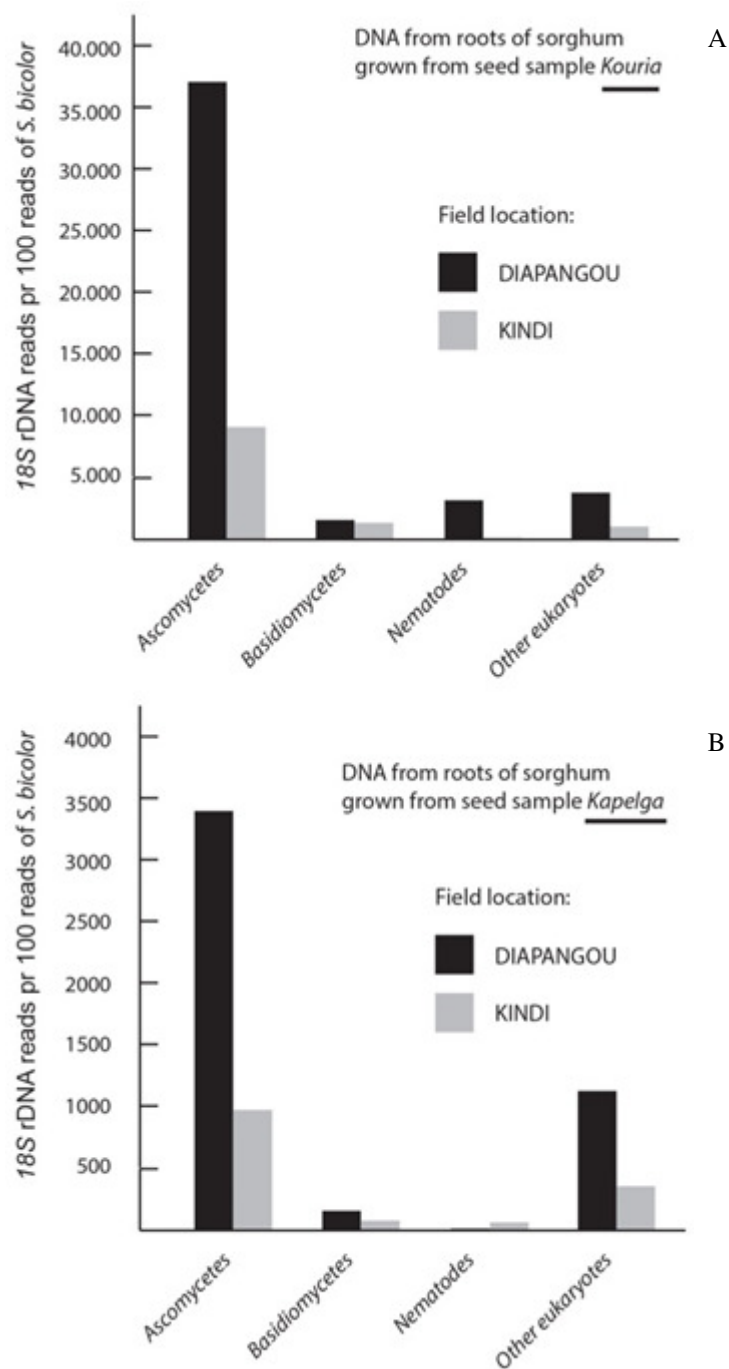 A
DNA from roots of sorghum
grown from seed sample Kouria
18S rDNA reads pr 100 reads of S. bicolor
40.000
35.000
30.000
25.000
20.000
15.000
10.000
5.000
Field location:
DIAPANGOU
KINDI
Ascomycetes
Basidiomycetes
Nematodes
Other eukaryotes
B
DNA from roots of sorghum
grown from seed sample Kapelga
18S rDNA reads pr 100 reads of S. bicolor
4000
3500
3000
2500
2000
1500
1000
500
Field location:
DIAPANGOU
KINDI
Ascomycetes
Basidiomycetes
Nematodes
Other eukaryotes